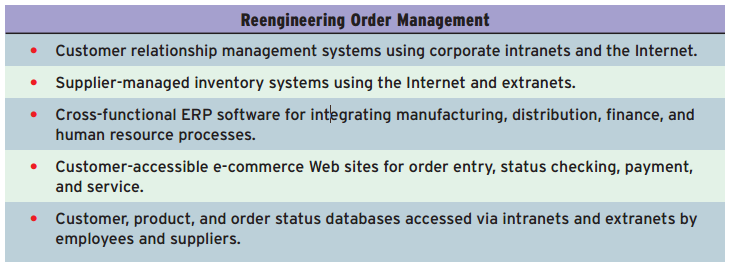 Reengineering Order Management
• Customer relationship management systems using corporate intranets and the Internet.
• Supplier-managed inventory systems using the Internet and extranets.
• Cross-functional ERP software for integrating manufacturing, distribution, finance, and
human resource processes.
• Customer-accessible e-commerce Web sites for order entry, status checking, payment,
and service.
• Customer, product, and order status databases accessed via intranets and extranets by
employees and suppliers.